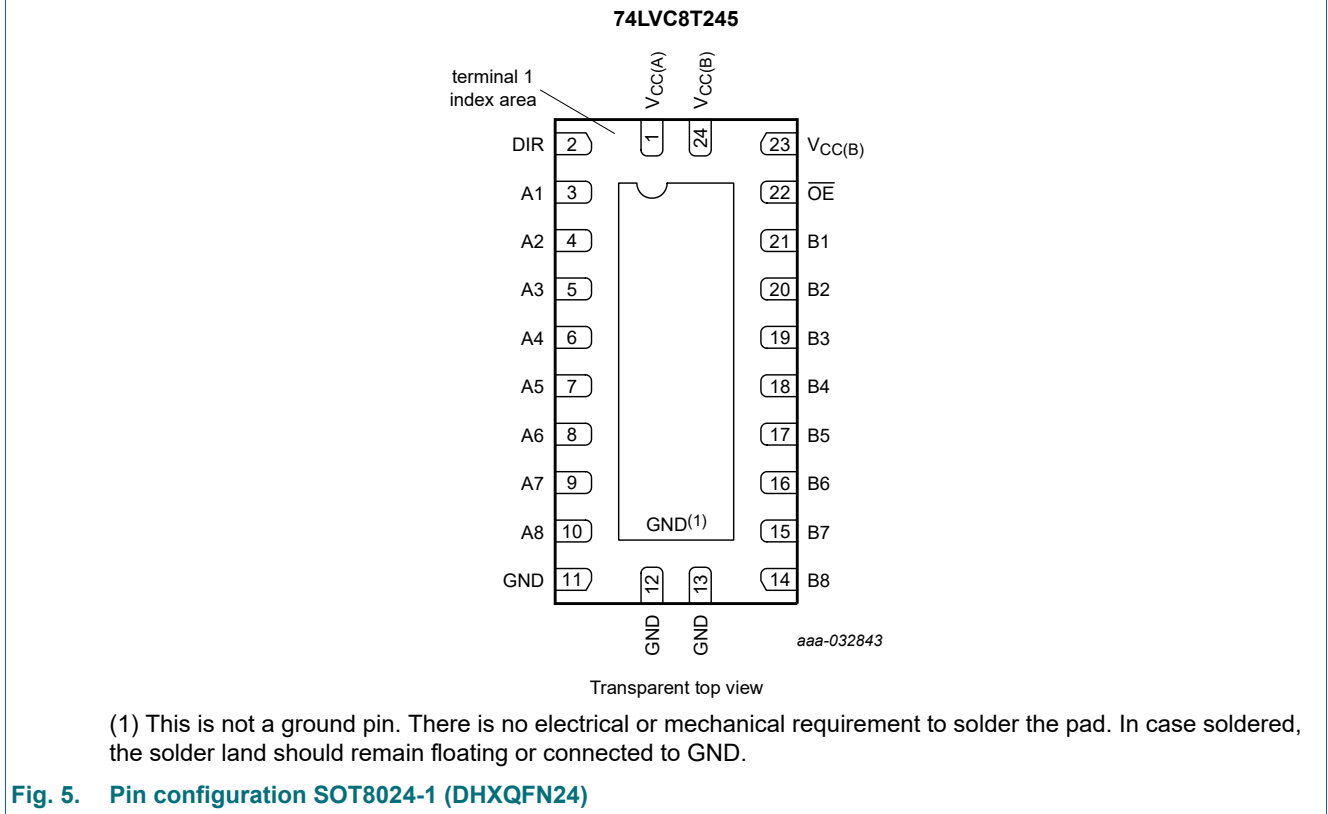 74LVC8T245
terminal 1
index area
VCC(A)
VCC(B)
1
24
DIR 2
23 VCC(B)
A1 3
22 OE
A2 4
21 B1
A3 5
20 B2
A4 6
19 B3
A5 7
18 B4
A6 8
17 B5
A7 9
16 B6
A8 10
15 B7
GND(1)
GND 11
14 B8
12
13
GND
GND
aaa-032843
Transparent top view
(1) This is not a ground pin. There is no electrical or mechanical requirement to solder the pad. In case soldered,
the solder land should remain floating or connected to GND.
Fig. 5. Pin configuration SOT8024-1 (DHXQFN24)